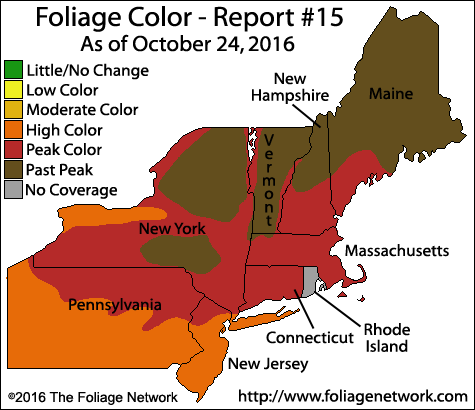 Foliage Color - Report #15
As of October 24, 2016
Little/No Change
Low Color
Moderate Color
High Color
Peak Color
Past Peak
No Coverage
New
Hampshire
Maine
Vermont
New York
Massachusetts
Pennsylvania
Connecticut
Rhode
Island
New Jersey
©2016 The Foliage Network
http://www.foliagenetwork.com